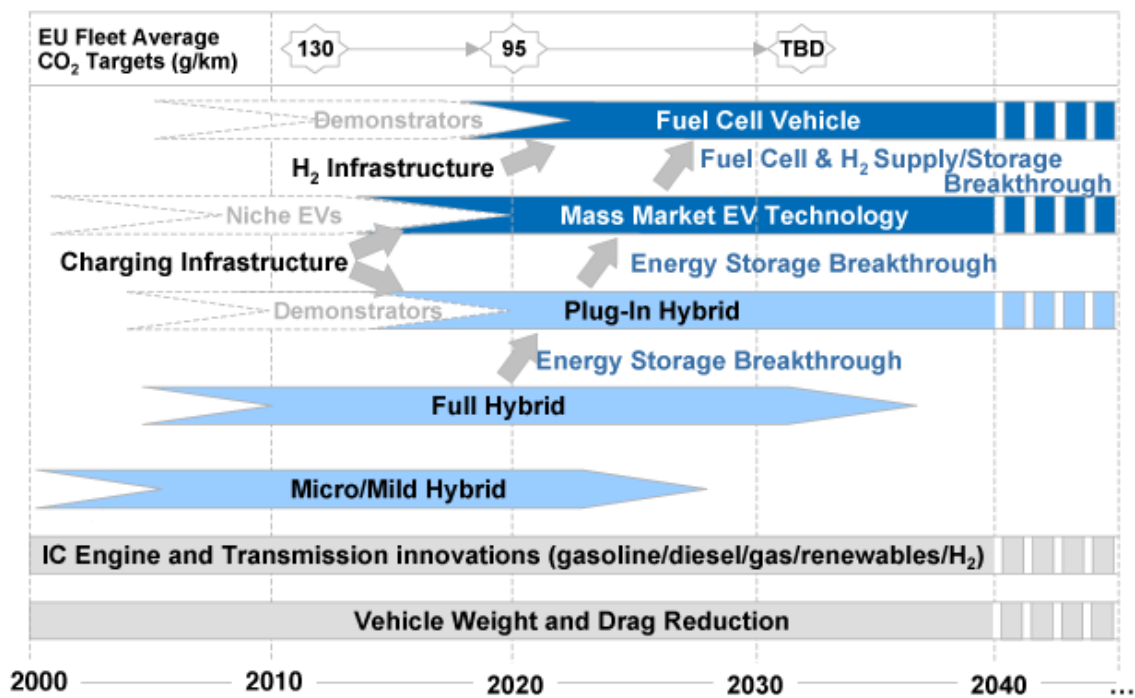 EU Fleet Average
CO₂ Targets (g/km)
130
95
TBD
Demonstrators
Fuel Cell Vehicle
H₂ Infrastructure
Fuel Cell & H₂ Supply/Storage
Breakthrough
Niche EVs
Mass Market EV Technology
Charging Infrastructure
Energy Storage Breakthrough
Demonstrators
Plug-In Hybrid
Energy Storage Breakthrough
Full Hybrid
Micro/Mild Hybrid
IC Engine and Transmission innovations (gasoline/diesel/gas/renewables/H₂)
Vehicle Weight and Drag Reduction
2000 2010 2020 2030 2040 ...